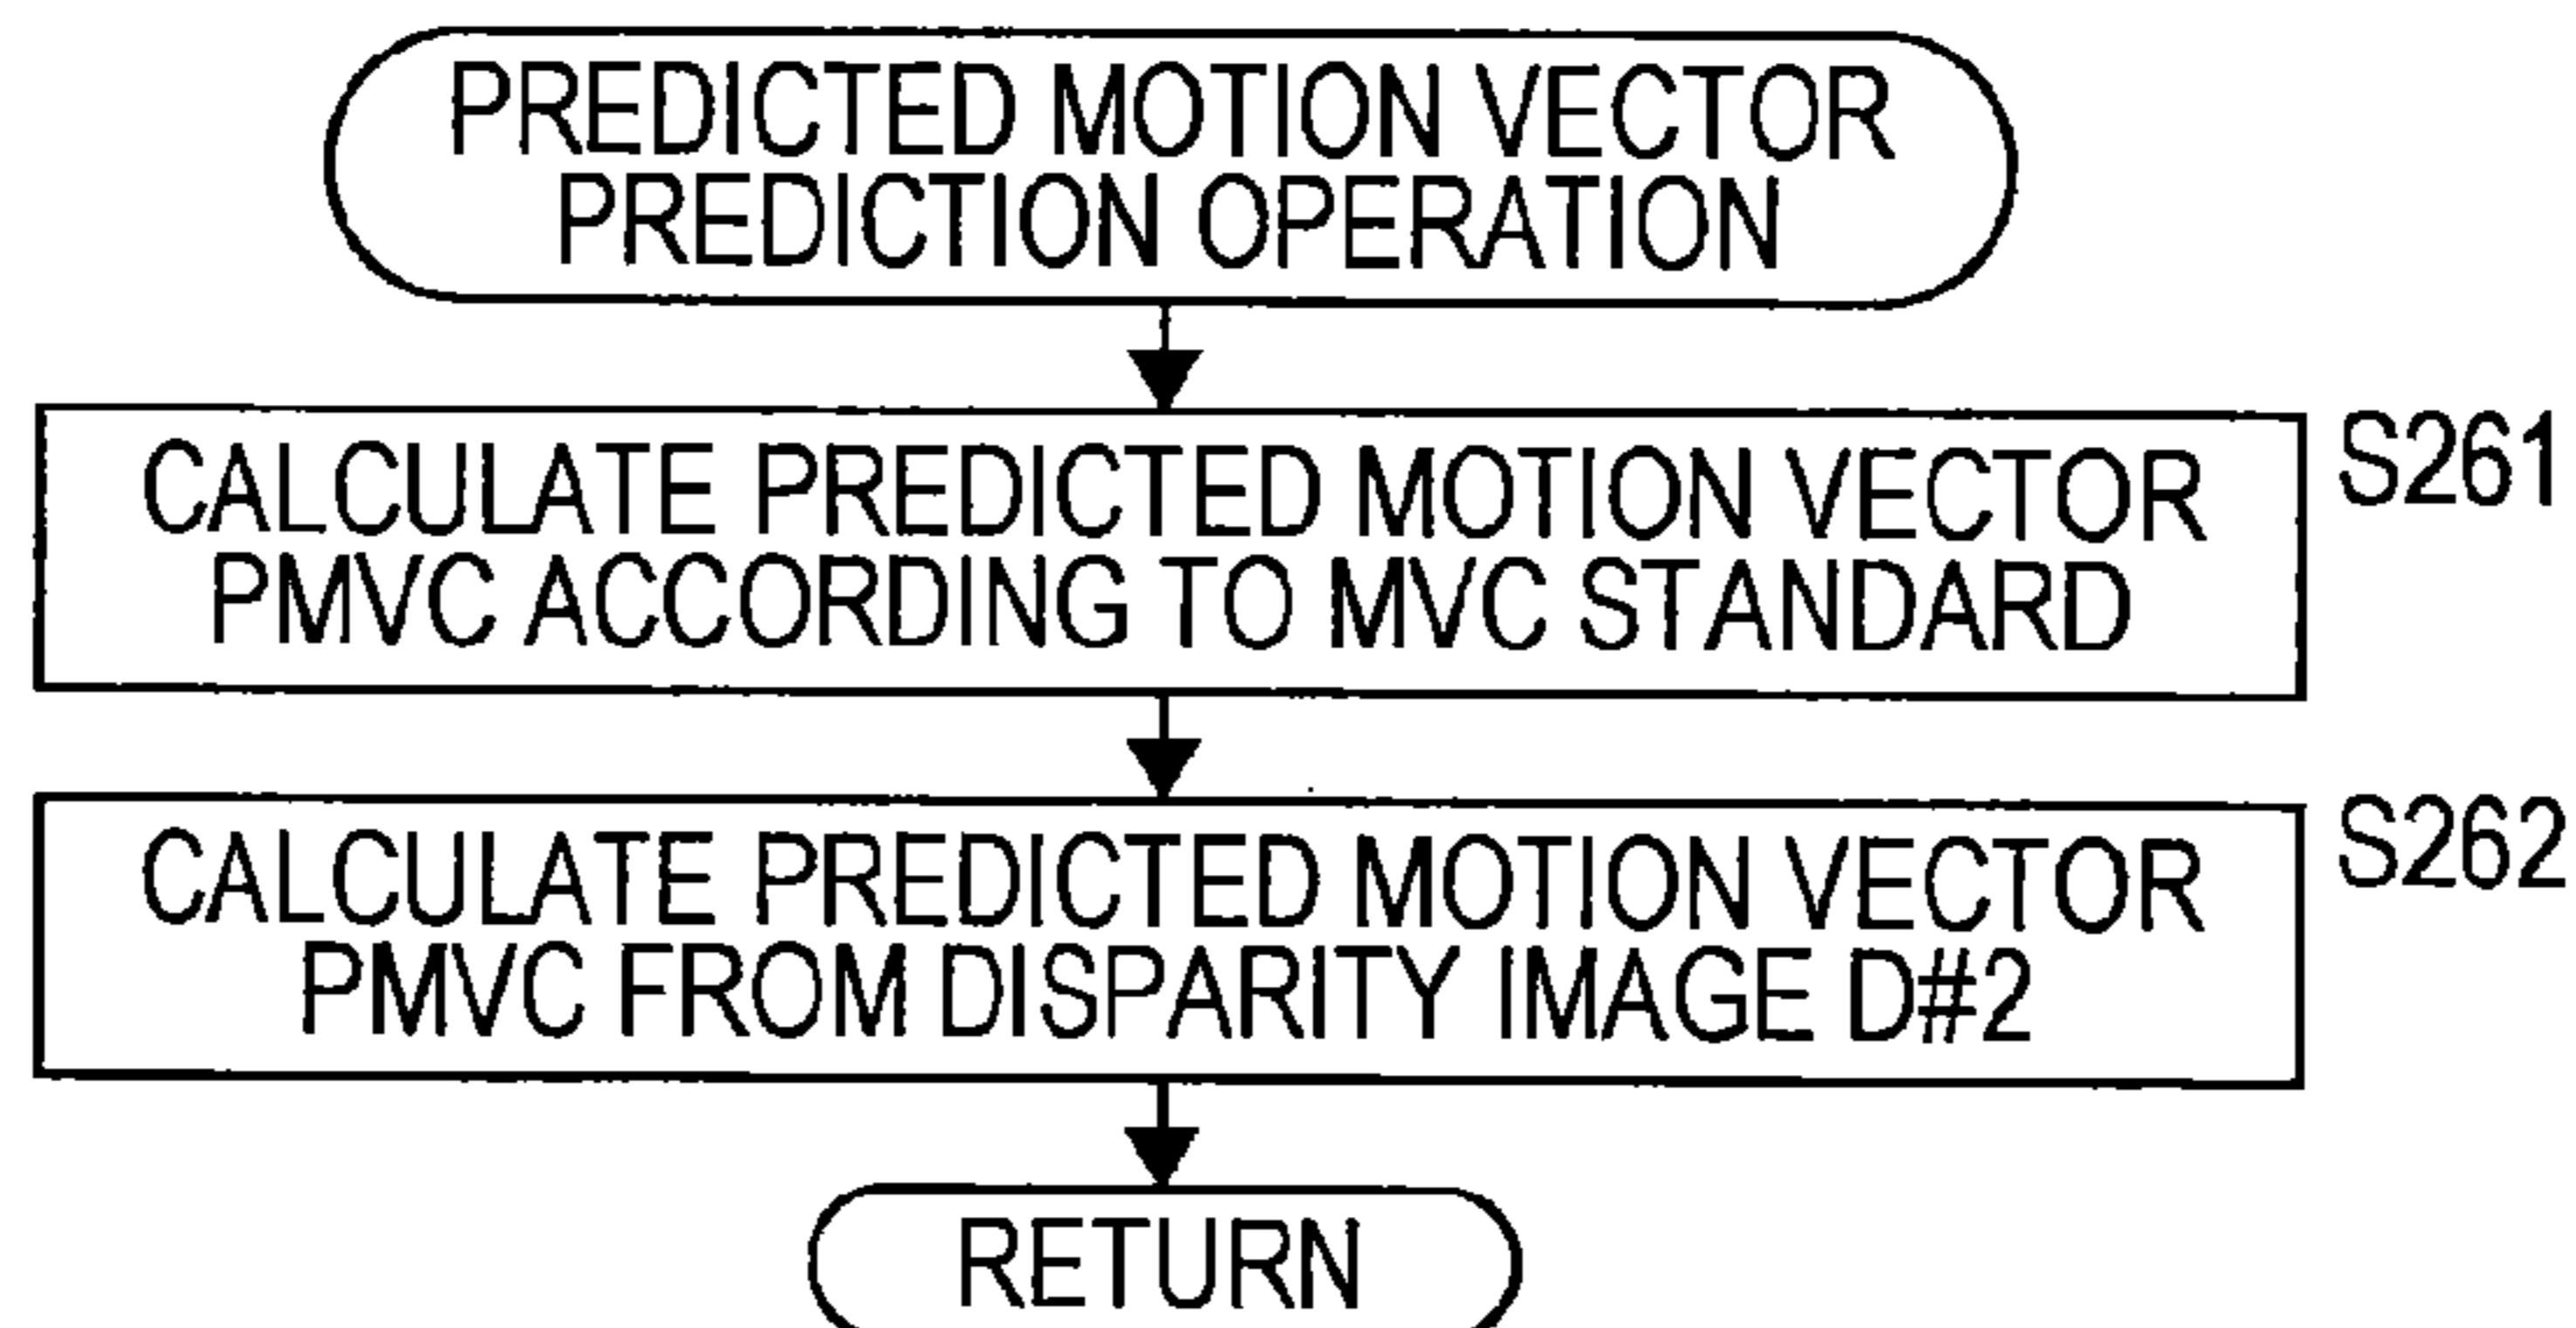 PREDICTED MOTION VECTOR
PREDICTION OPERATION
CALCULATE PREDICTED MOTION VECTOR
PMVC ACCORDING TO MVC STANDARD
S261
CALCULATE PREDICTED MOTION VECTOR
PMVC FROM DISPARITY IMAGE D#2
S262
RETURN